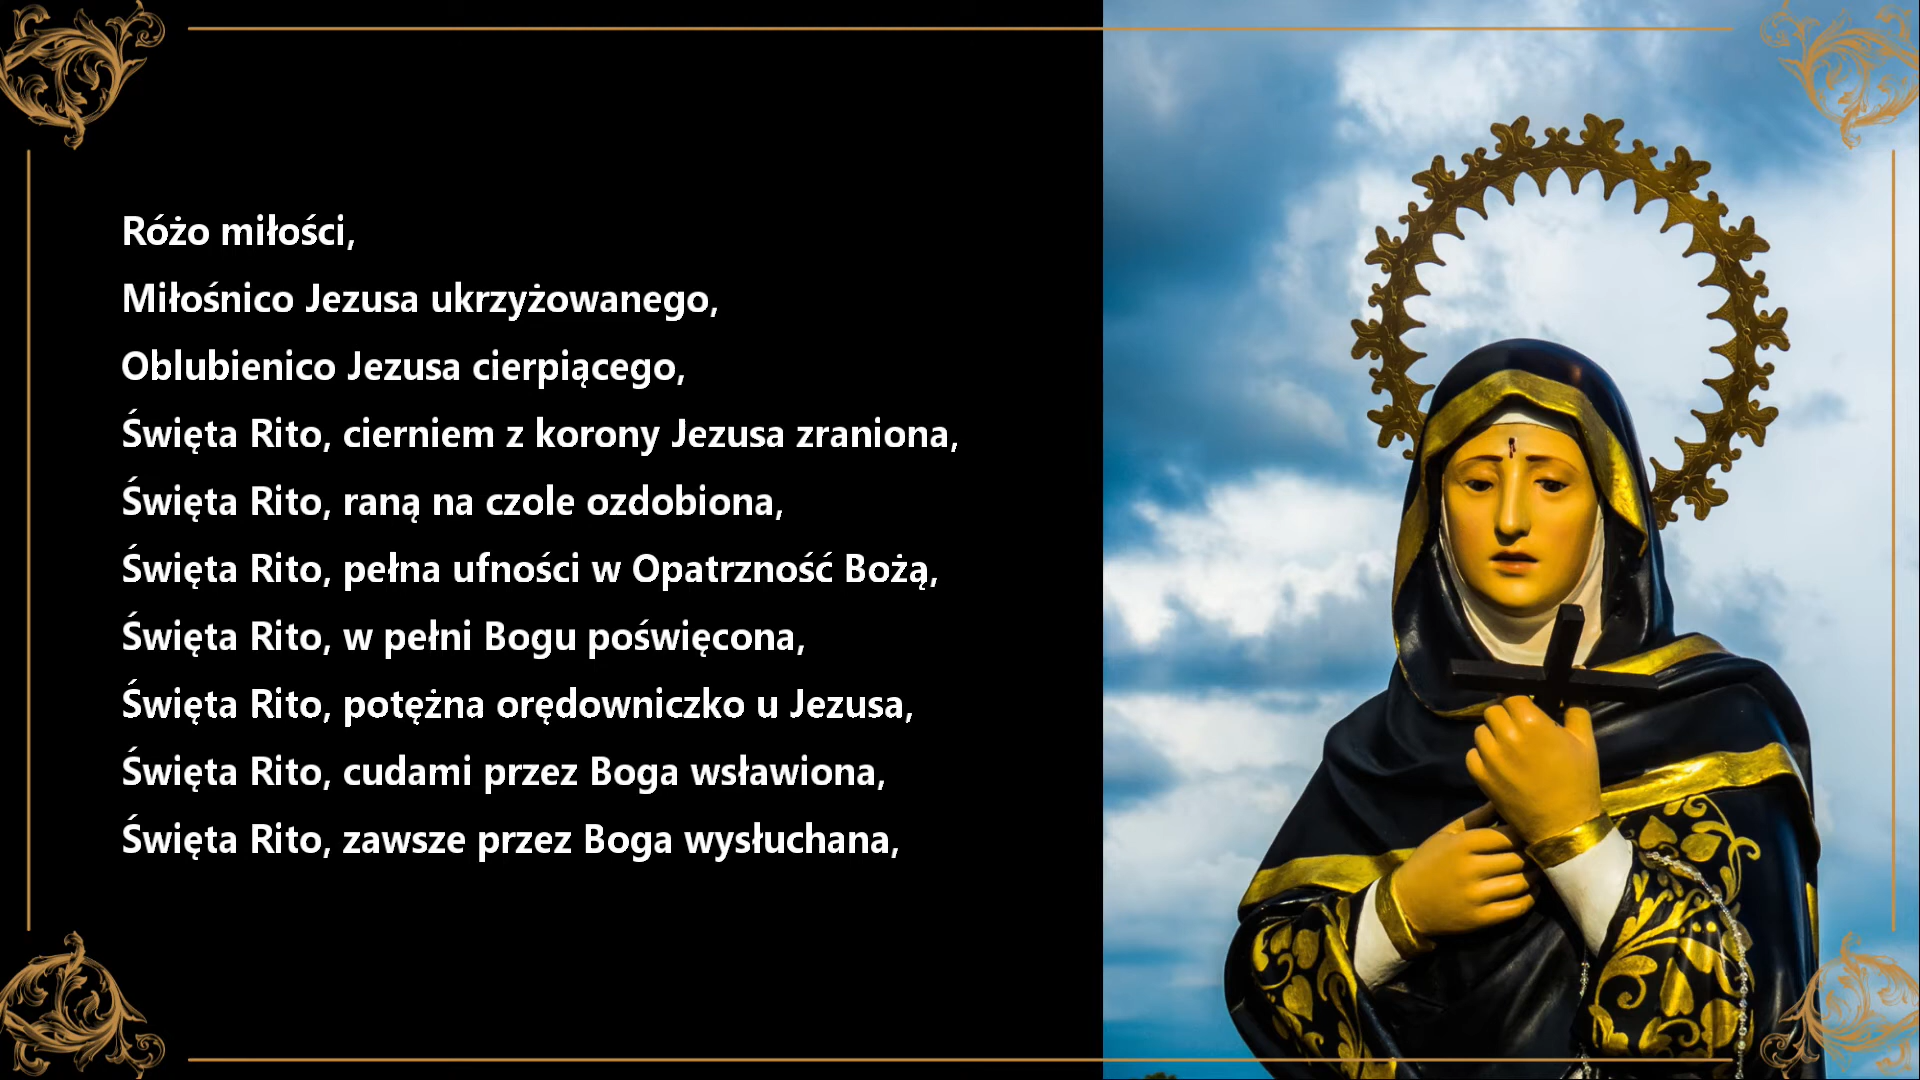 Różo miłości,
Miłośnico Jezusa ukrzyżowanego,
Oblubienico Jezusa cierpiącego,
Święta Rito, cierniem z korony Jezusa zraniona,
Święta Rito, raną na czole ozdobiona,
Święta Rito, pełna ufności w Opatrzność Bożą,
Święta Rito, w pełni Bogu poświęcona,
Święta Rito, potężna orędowniczko u Jezusa,
Święta Rito, cudami przez Boga wsławiona,
Święta Rito, zawsze przez Boga wysłuchana,